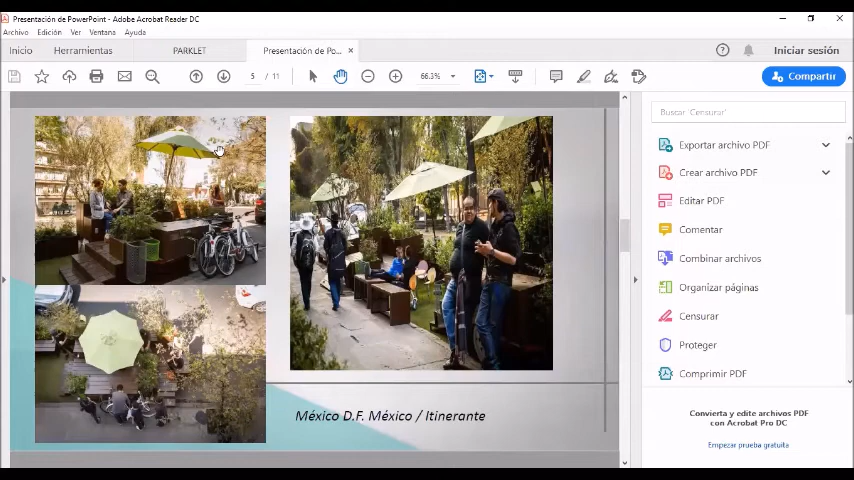 Presentación de PowerPoint - Adobe Acrobat Reader DC
Archivo Edición Ver Ventana Ayuda
Inicio Herramientas PARKLET Presentación de Po... × Iniciar sesión
5 / 11 66.3% Compartir
Buscar 'Censurar'
Exportar archivo PDF
Crear archivo PDF
Editar PDF
Comentar
Combinar archivos
Organizar páginas
Censurar
Proteger
Comprimir PDF
México D.F. México / Itinerante
Convierta y edite archivos PDF
con Acrobat Pro DC
Empezar prueba gratuita